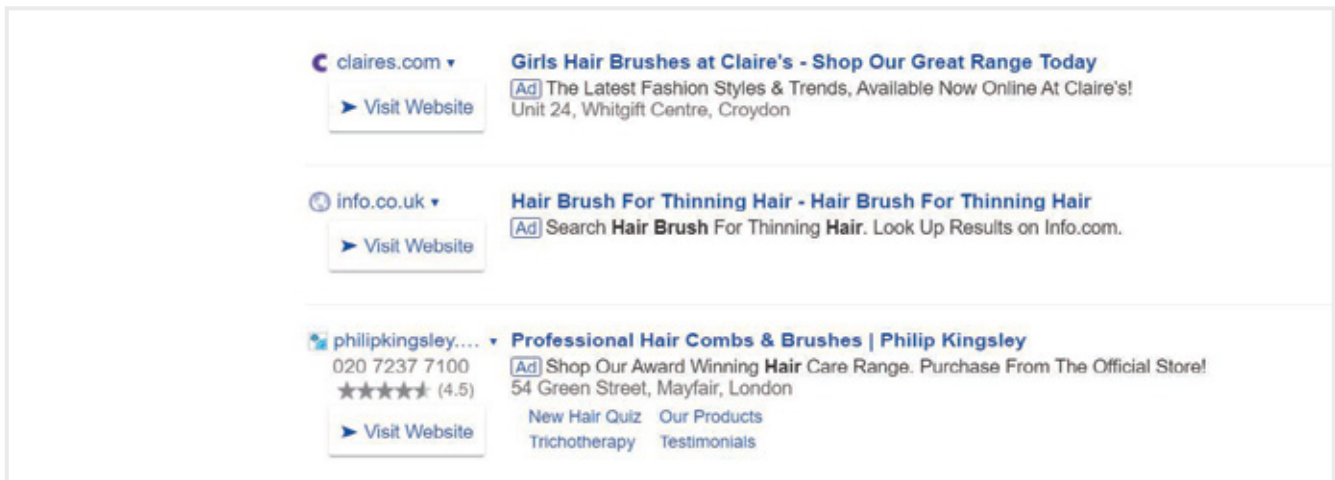 claires.com
Visit Website
Girls Hair Brushes at Claire's - Shop Our Great Range Today
Ad The Latest Fashion Styles & Trends, Available Now Online At Claire's!
Unit 24, Whitgift Centre, Croydon
info.co.uk
Visit Website
Hair Brush For Thinning Hair - Hair Brush For Thinning Hair
Ad Search Hair Brush For Thinning Hair. Look Up Results on Info.com.
philipkingsley....
020 7237 7100
(4.5)
Visit Website
Professional Hair Combs & Brushes | Philip Kingsley
Ad Shop Our Award Winning Hair Care Range. Purchase From The Official Store!
54 Green Street, Mayfair, London
New Hair Quiz Our Products
Trichotherapy Testimonials